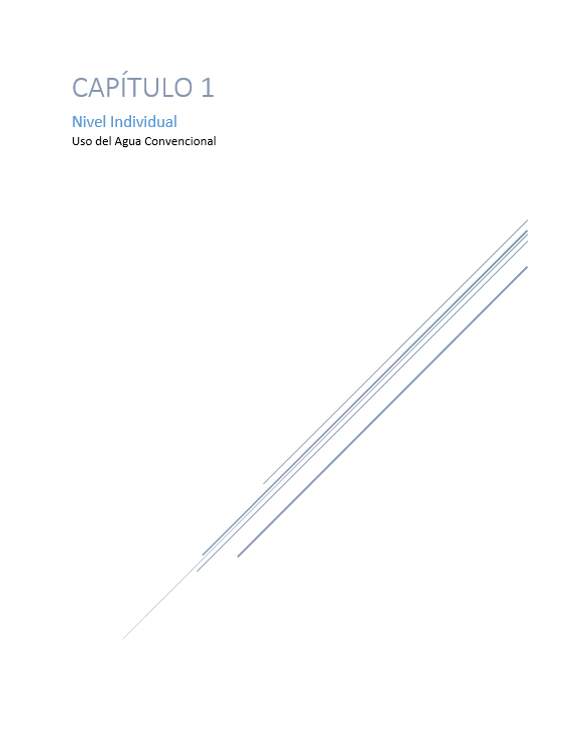 CAPÍTULO 1
Nivel Individual
Uso del Agua Convencional